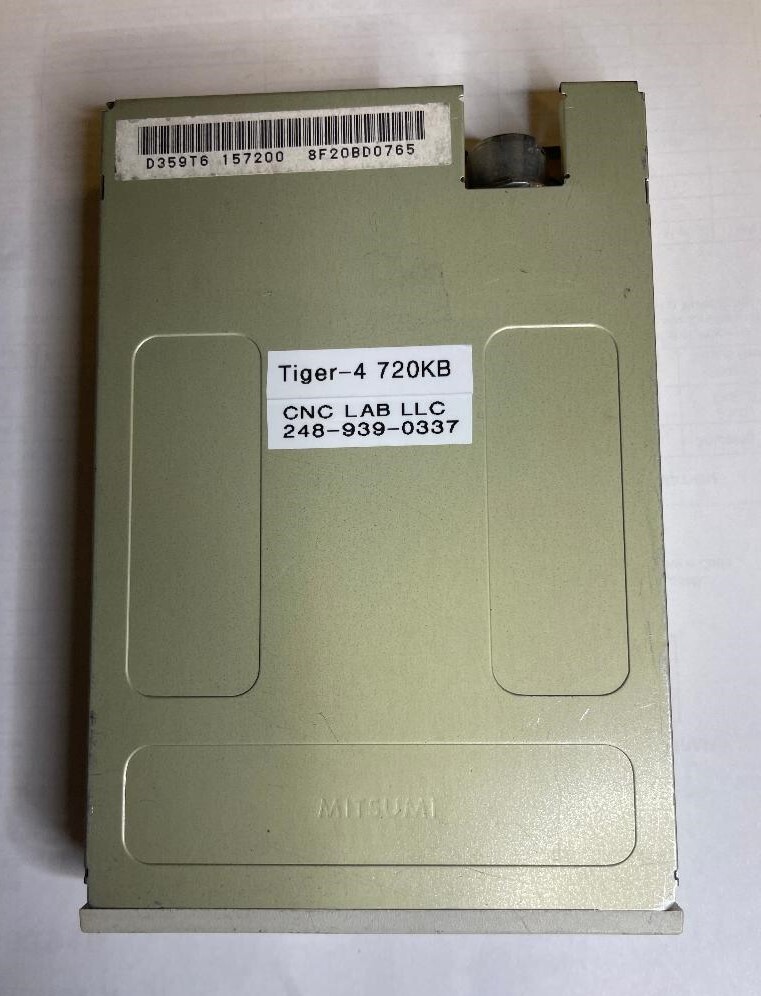 D359T6 157200 8F20BD0765
Tiger-4 720KB
CNC LAB LLC
248-939-0337
MITSUMI